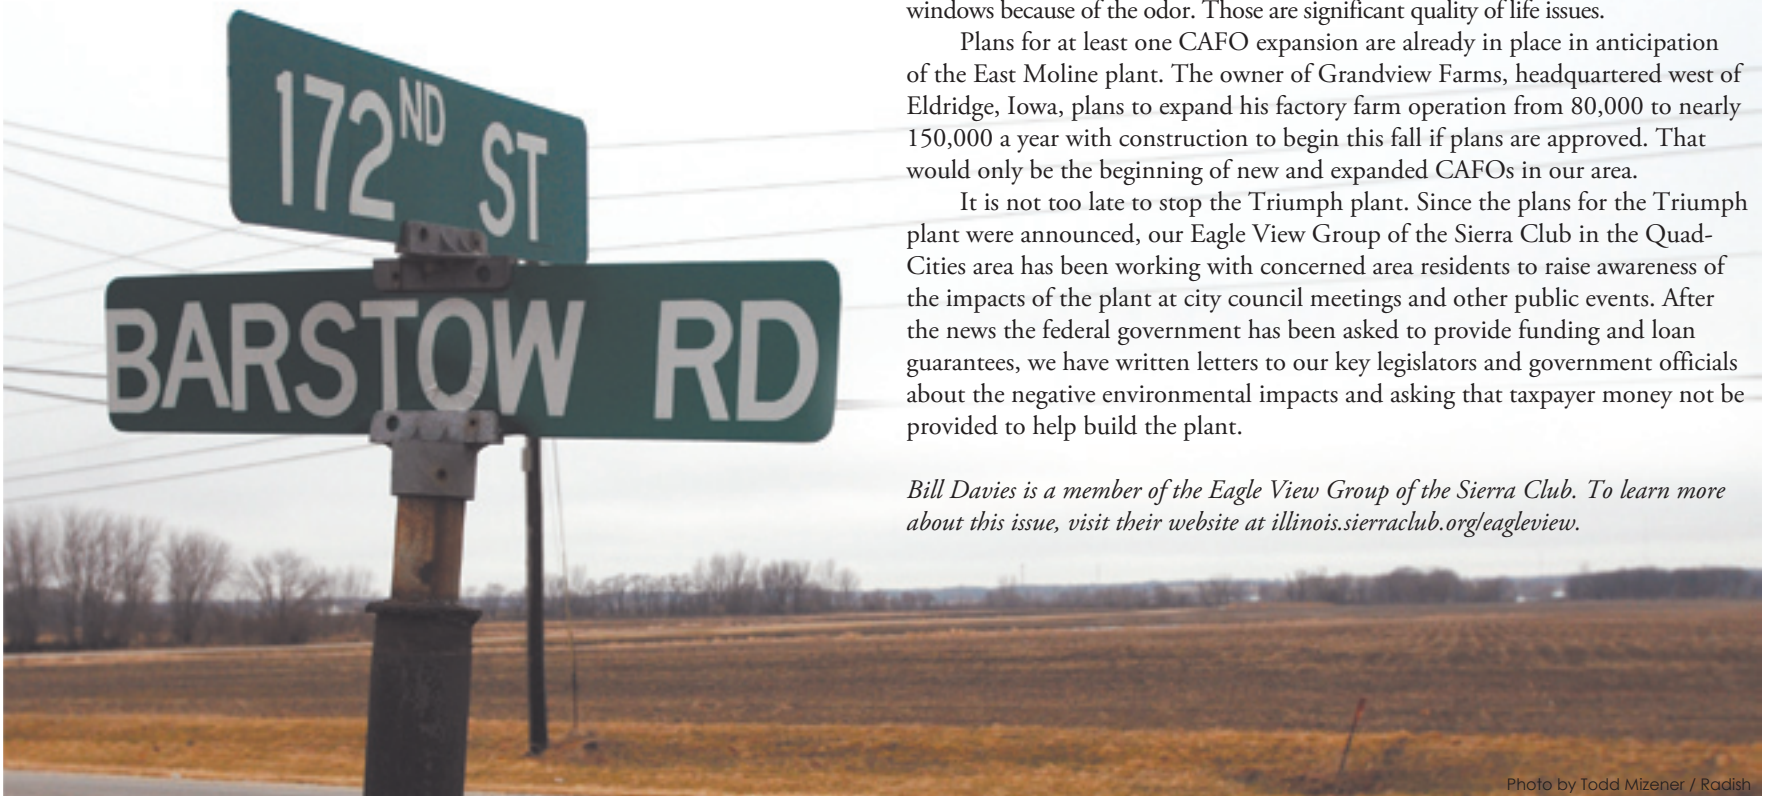 172ND ST
BARSTOW RD
windows because of the odor. Those are significant quality of life issues.
Plans for at least one CAFO expansion are already in place in anticipation
of the East Moline plant. The owner of Grandview Farms, headquartered west of
Eldridge, Iowa, plans to expand his factory farm operation from 80,000 to nearly
150,000 a year with construction to begin this fall if plans are approved. That
would only be the beginning of new and expanded CAFOs in our area.
It is not too late to stop the Triumph plant. Since the plans for the Triumph
plant were announced, our Eagle View Group of the Sierra Club in the Quad-
Cities area has been working with concerned area residents to raise awareness of
the impacts of the plant at city council meetings and other public events. After
the news the federal government has been asked to provide funding and loan
guarantees, we have written letters to our key legislators and government officials
about the negative environmental impacts and asking that taxpayer money not be
provided to help build the plant.
Bill Davies is a member of the Eagle View Group of the Sierra Club. To learn more
about this issue, visit their website at illinois.sierraclub.org/eagleview.
Photo by Todd Mizener / Radish